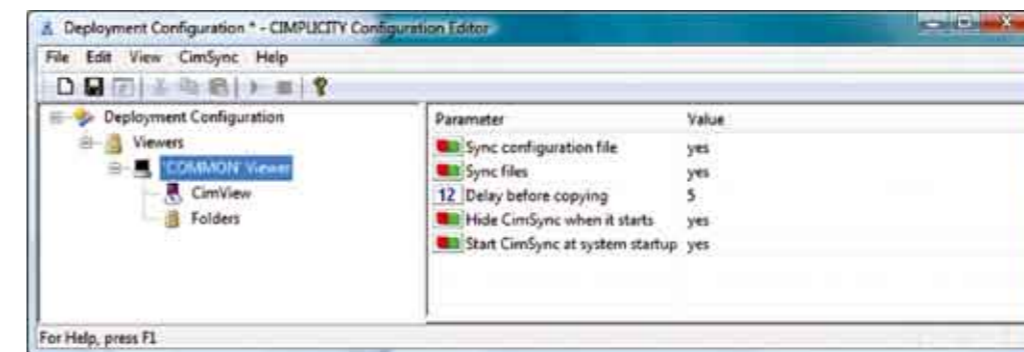 Deployment Configuration * - CIMPLICITY Configuration Editor
File Edit View CimSync Help
Deployment Configuration
Viewers
'COMMON' Viewer
CimView
Folders
Parameter Value
Sync configuration file yes
Sync files yes
12 Delay before copying 5
Hide CimSync when it starts yes
Start CimSync at system startup yes
For Help, press F1